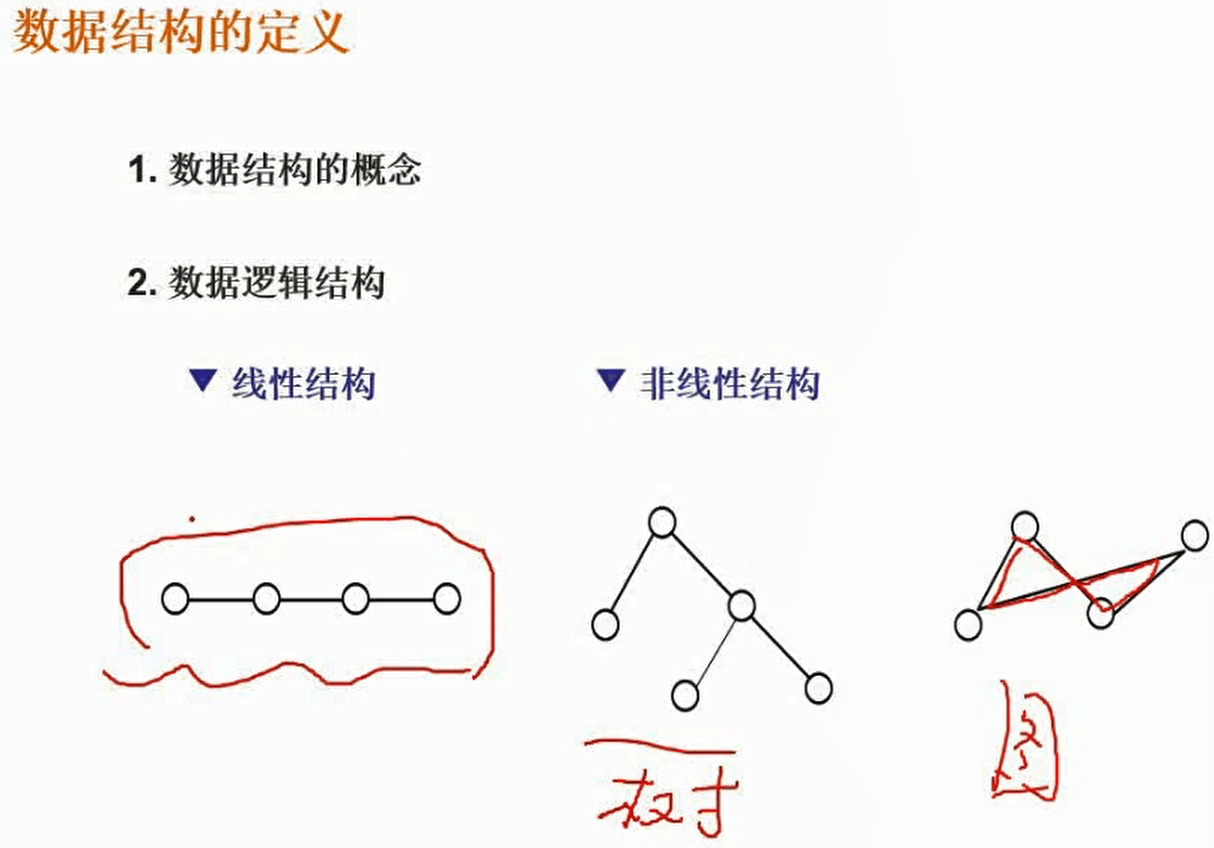 数据结构的定义
1. 数据结构的概念
2. 数据逻辑结构
▼ 线性结构 ▼ 非线性结构
树 图